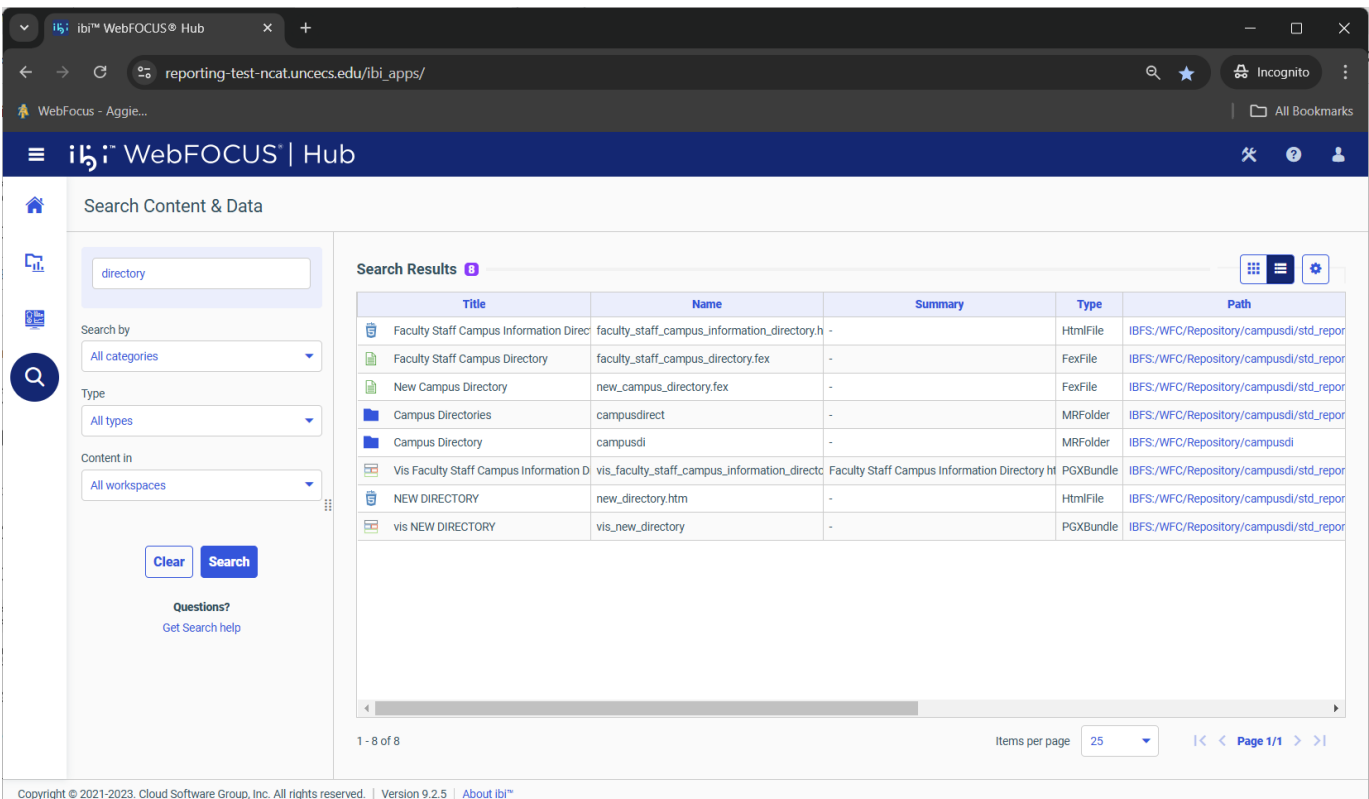 ibi™ WebFOCUS® Hub
reporting-test-ncat.uncecs.edu/ibi_apps/
Incognito
WebFocus - Aggie...
All Bookmarks
ibi™ WebFOCUS® | Hub
Search Content & Data
directory
Search by
All categories
Type
All types
Content in
All workspaces
Clear Search
Questions?
Get Search help
Search Results 8
Title Name Summary Type Path
Faculty Staff Campus Information Direc faculty_staff_campus_information_directory.h - HtmlFile IBFS:/WFC/Repository/campusdi/std_repor
Faculty Staff Campus Directory faculty_staff_campus_directory.fex - FexFile IBFS:/WFC/Repository/campusdi/std_repor
New Campus Directory new_campus_directory.fex - FexFile IBFS:/WFC/Repository/campusdi/std_repor
Campus Directories campusdirect - MRFolder IBFS:/WFC/Repository/campusdi/std_repor
Campus Directory campusdi - MRFolder IBFS:/WFC/Repository/campusdi
Vis Faculty Staff Campus Information D vis_faculty_staff_campus_information_directo Faculty Staff Campus Information Directory ht PGXBundle IBFS:/WFC/Repository/campusdi/std_repor
NEW DIRECTORY new_directory.htm - HtmlFile IBFS:/WFC/Repository/campusdi/std_repor
vis NEW DIRECTORY vis_new_directory - PGXBundle IBFS:/WFC/Repository/campusdi/std_repor
1 - 8 of 8
Items per page 25 Page 1/1
Copyright © 2021-2023. Cloud Software Group, Inc. All rights reserved. | Version 9.2.5 | About ibi™